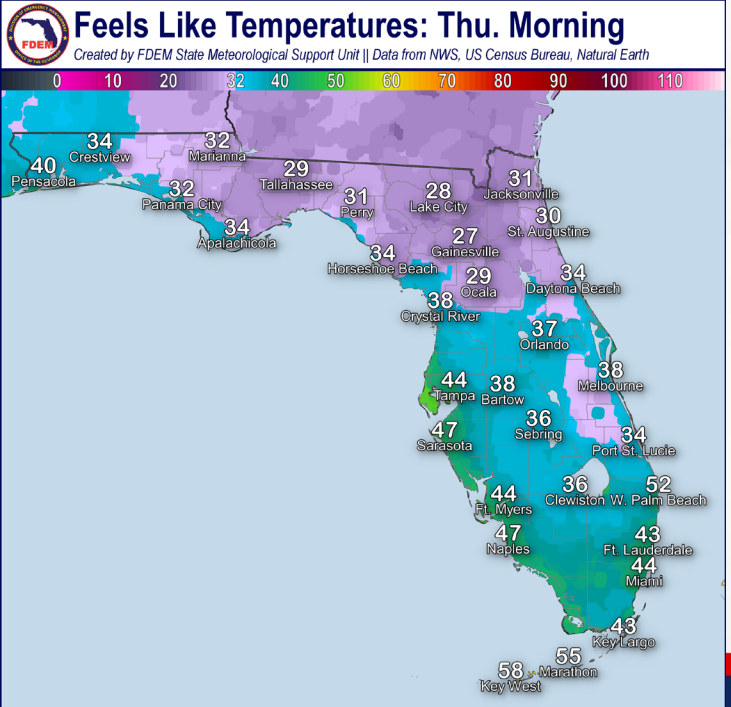 Feels Like Temperatures: Thu. Morning
Created by FDEM State Meteorological Support Unit || Data from NWS, US Census Bureau, Natural Earth
FDEM
0 10 20 32 40 50 60 70 80 90 100 110
34
Crestview
32
Marianna
40
Pensacola
29
Tallahassee
31
Jacksonville
32
Panama City
31
Perry
28
Lake City
34
Apalachicola
30
St. Augustine
27
Gainesville
34
Horseshoe Beach
29
Ocala
34
Daytona Beach
38
Crystal River
37
Orlando
44
Tampa
38
Bartow
38
Melbourne
47
Sarasota
36
Sebring
34
Port St. Lucie
44
Ft. Myers
36
Clewiston
52
W. Palm Beach
47
Naples
43
Ft. Lauderdale
44
Miami
43
Key Largo
55
Marathon
58
Key West